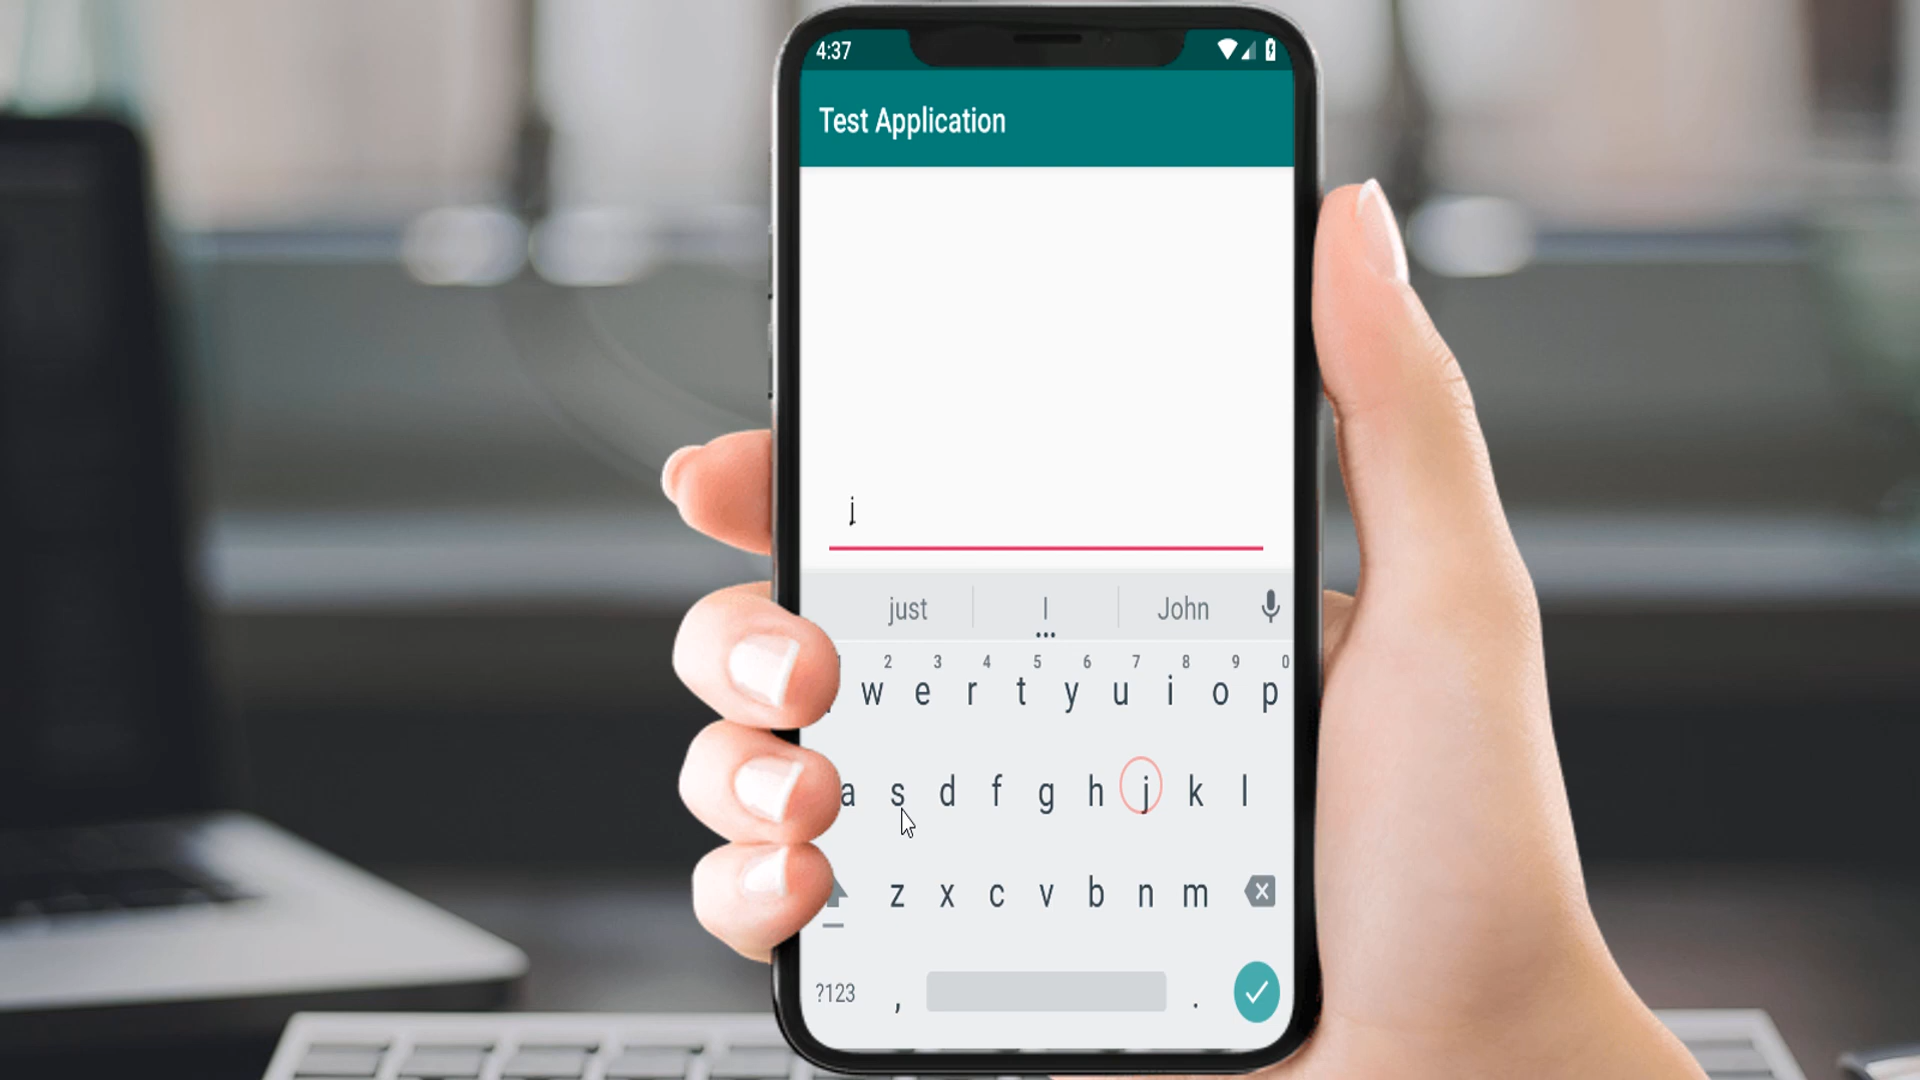 4:37
Test Application
j
just
I
John
2 3 4 5 6 7 8 9 0
w e r t y u i o p
a s d f g h j k l
z x c v b n m
?123 , .